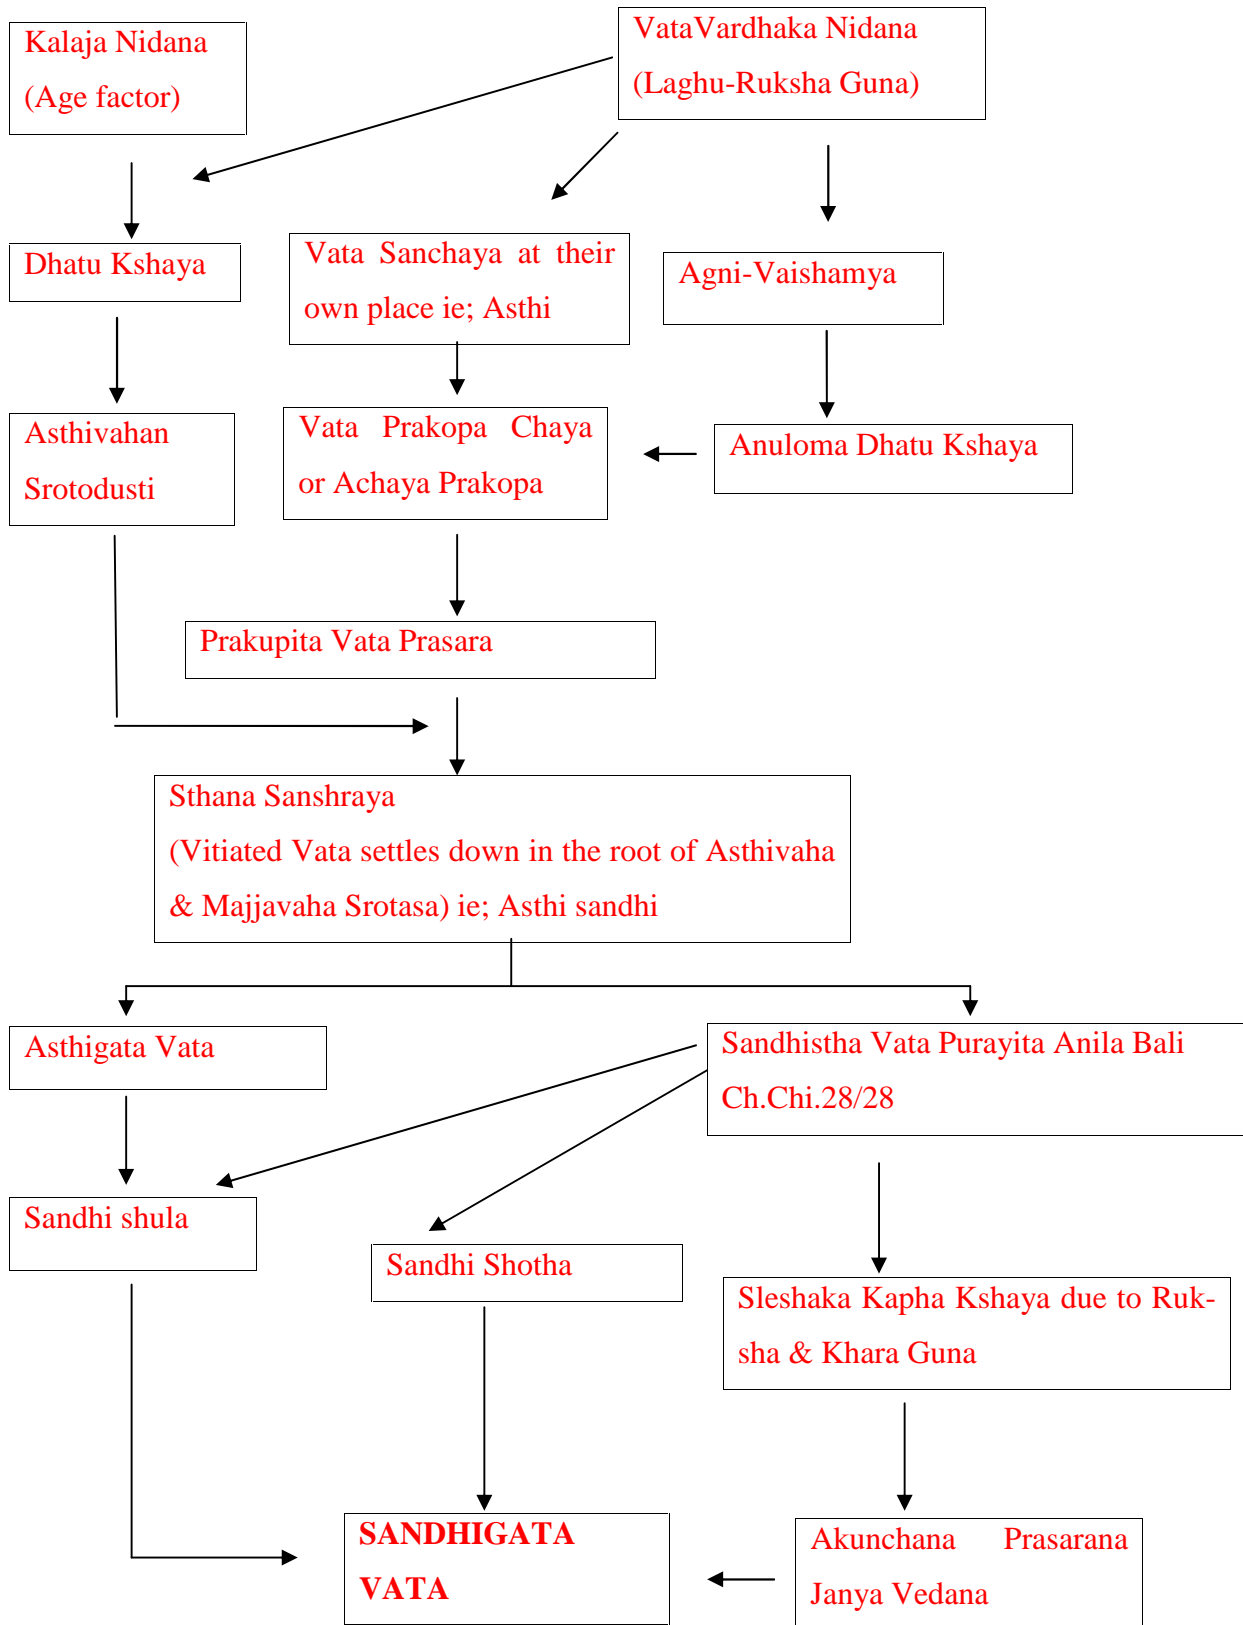 Kalaja Nidana
(Age factor)
VataVardhaka Nidana
(Laghu-Ruksha Guna)
Dhatu Kshaya
Vata Sanchaya at their
own place ie; Asthi
Agni-Vaishamya
Asthivahan
Srotodusti
Vata Prakopa Chaya
or Achaya Prakopa
Anuloma Dhatu Kshaya
Prakupita Vata Prasara
Sthana Sanshraya
(Vitiated Vata settles down in the root of Asthivaha
& Majjavaha Srotasa) ie; Asthi sandhi
Asthigata Vata
Sandhistha Vata Purayita Anila Bali
Ch.Chi.28/28
Sandhi shula
Sandhi Shotha
Sleshaka Kapha Kshaya due to Ruk-
sha & Khara Guna
SANDHIGATA
VATA
Akunchana Prasarana
Janya Vedana